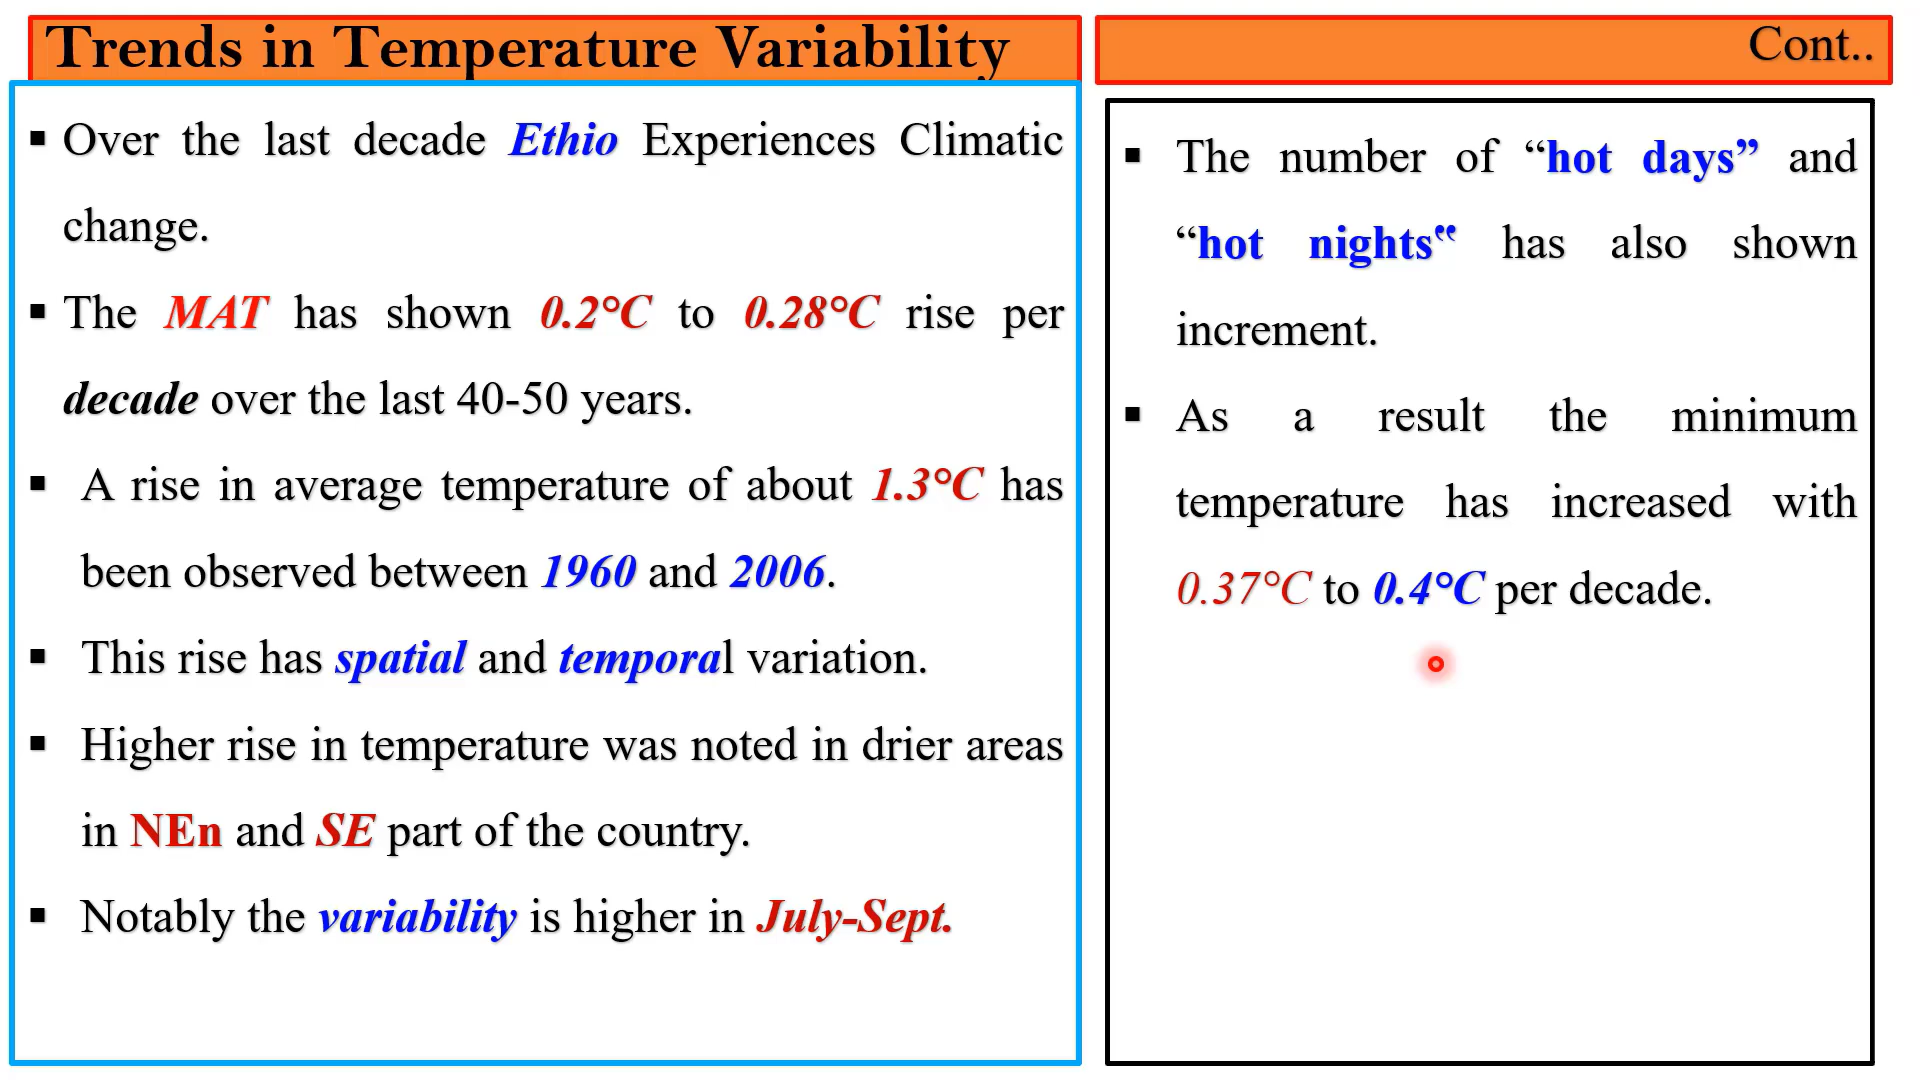 Trends in Temperature Variability
▪ Over the last decade Ethio Experiences Climatic
change.
▪ The MAT has shown 0.2°C to 0.28°C rise per
decade over the last 40-50 years.
▪ A rise in average temperature of about 1.3°C has
been observed between 1960 and 2006.
▪ This rise has spatial and temporal variation.
▪ Higher rise in temperature was noted in drier areas
in NEn and SE part of the country.
▪ Notably the variability is higher in July-Sept.
Cont..
▪ The number of “hot days” and
“hot nights‟ has also shown
increment.
▪ As a result the minimum
temperature has increased with
0.37°C to 0.4°C per decade.